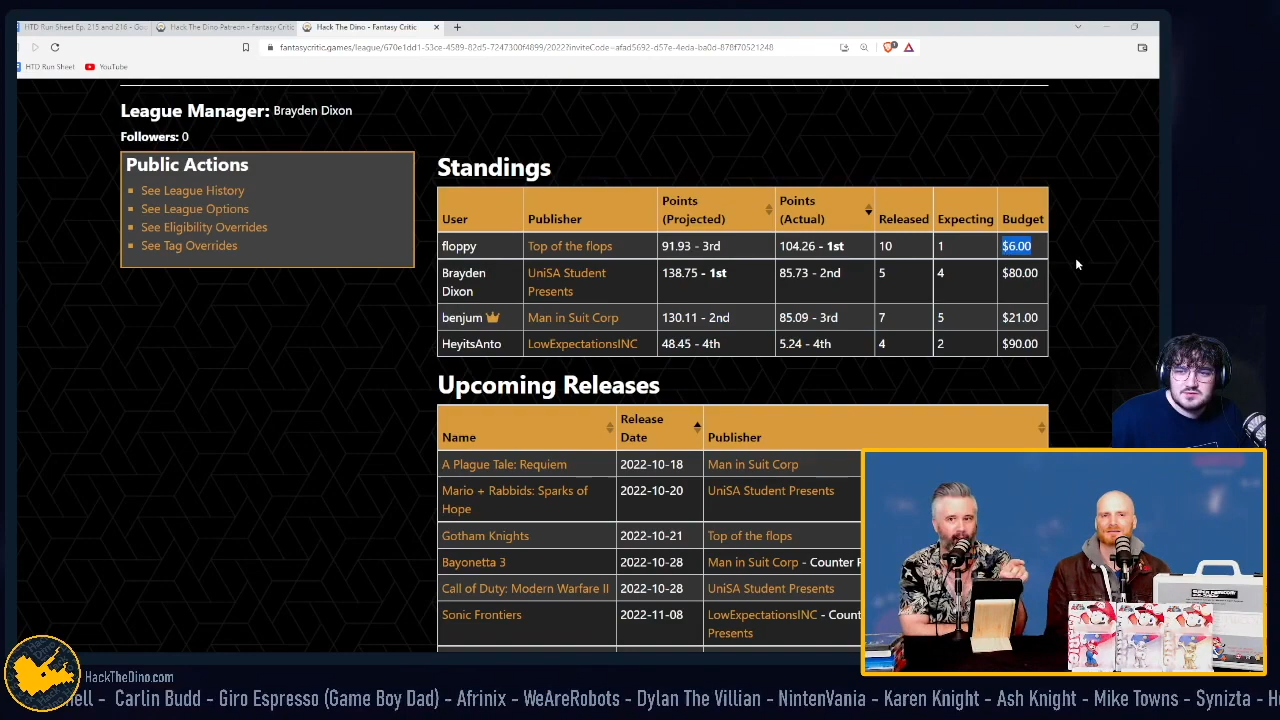 HTD Run Sheet Ep. 215 and 216 - Go
Hack The Dino Patreon - Fantasy Critic
Hack The Dino - Fantasy Critic
fantasycritic.games/league/670e1dd1-53ce-4589-82d5-7247300f4899/2022?inviteCode=afad5692-d57e-4eda-ba0d-878f70521248
HTD Run Sheet
YouTube
League Manager: Brayden Dixon
Followers: 0
Public Actions
See League History
See League Options
See Eligibility Overrides
See Tag Overrides
Standings
User Publisher Points (Projected) Points (Actual) Released Expecting Budget
floppy Top of the flops 91.93 - 3rd 104.26 - 1st 10 1 $6.00
Brayden Dixon UniSA Student Presents 138.75 - 1st 85.73 - 2nd 5 4 $80.00
benjum Man in Suit Corp 130.11 - 2nd 85.09 - 3rd 7 5 $21.00
HeyitsAnto LowExpectationsINC 48.45 - 4th 5.24 - 4th 4 2 $90.00
Upcoming Releases
Name Release Date Publisher
A Plague Tale: Requiem 2022-10-18 Man in Suit Corp
Mario + Rabbids: Sparks of Hope 2022-10-20 UniSA Student Presents
Gotham Knights 2022-10-21 Top of the flops
Bayonetta 3 2022-10-28 Man in Suit Corp - Counter
Call of Duty: Modern Warfare II 2022-10-28 UniSA Student Presents
Sonic Frontiers 2022-11-08 LowExpectationsINC - Count
Presents
HackTheDino.com
ell - Carlin Budd - Giro Espresso (Game Boy Dad) - Afrinix - WeAreRobots - Dylan The Villian - NintenVania - Karen Knight - Ash Knight - Mike Towns - Synizta - H